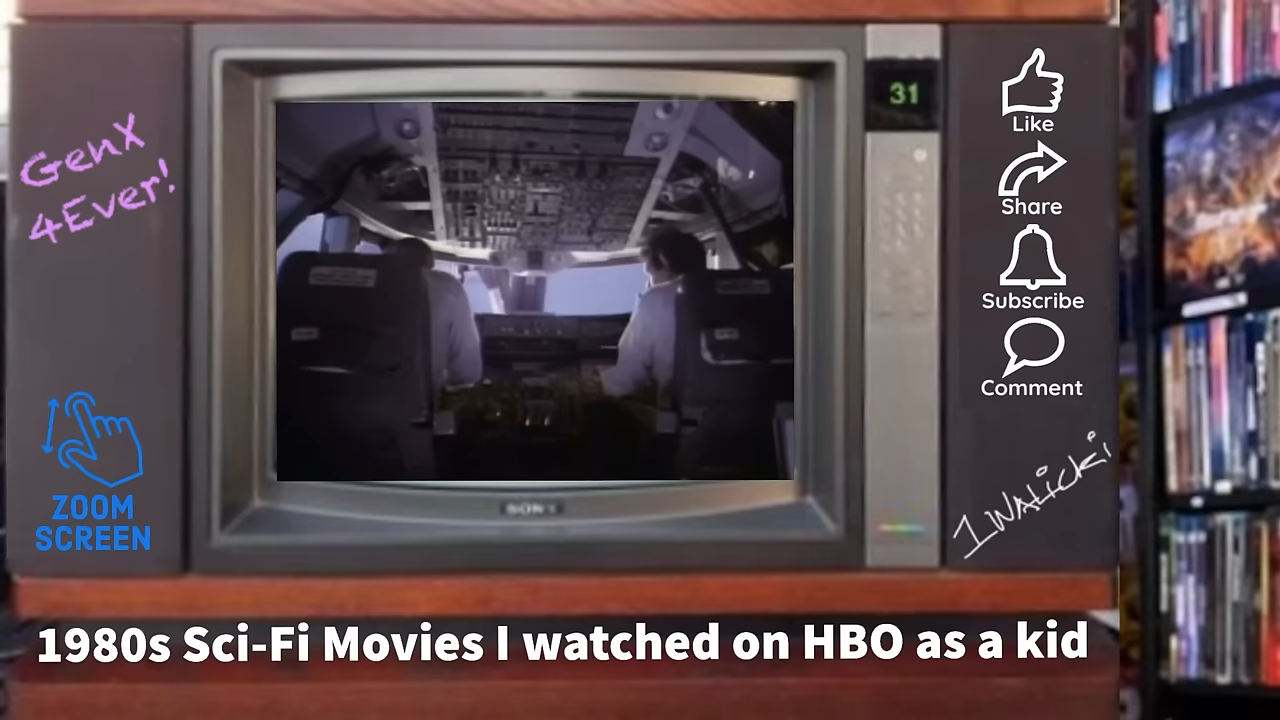 GenX
4Ever!
ZOOM
SCREEN
SONY
31
Like
Share
Subscribe
Comment
1WALicki
1980s Sci-Fi Movies I watched on HBO as a kid